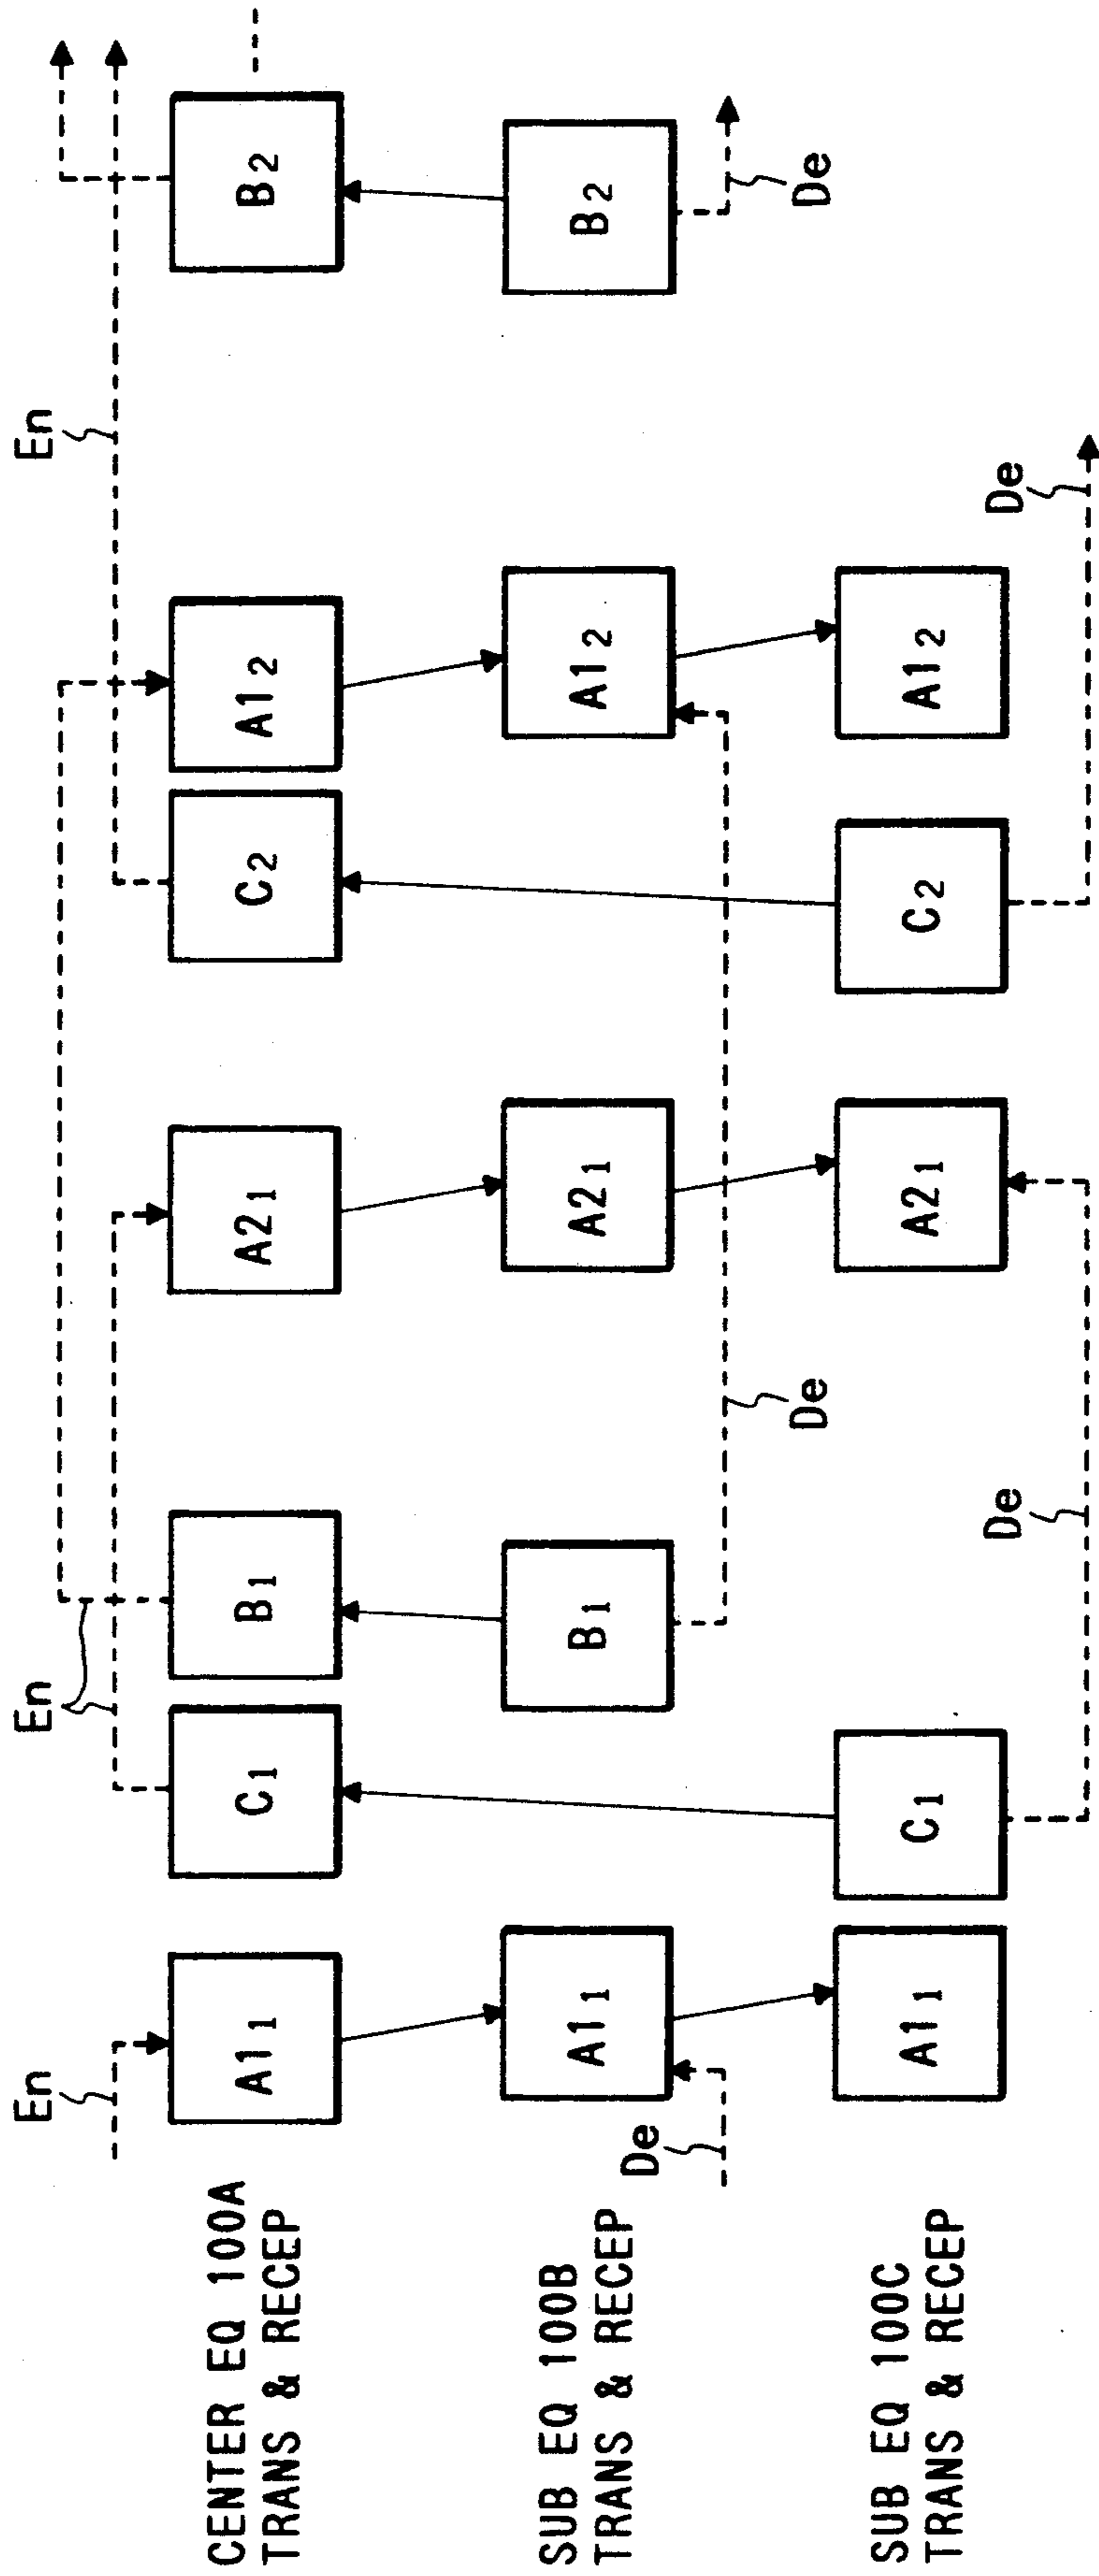 En
En
En
CENTER EQ 100A
TRANS & RECEP
A1₁
C₁
B₁
A2₁
C₂
A1₂
B₂
SUB EQ 100B
TRANS & RECEP
A1₁
B₁
A2₁
A1₂
B₂
De
De
De
SUB EQ 100C
TRANS & RECEP
A1₁
C₁
A2₁
C₂
A1₂
De
De